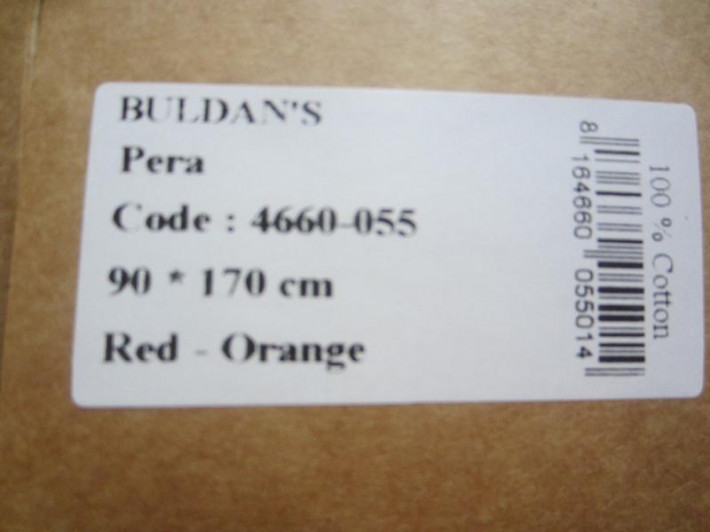 BULDAN'S
Pera
Code : 4660-055
90 * 170 cm
Red - Orange
100 % Cotton
8 164660 055014